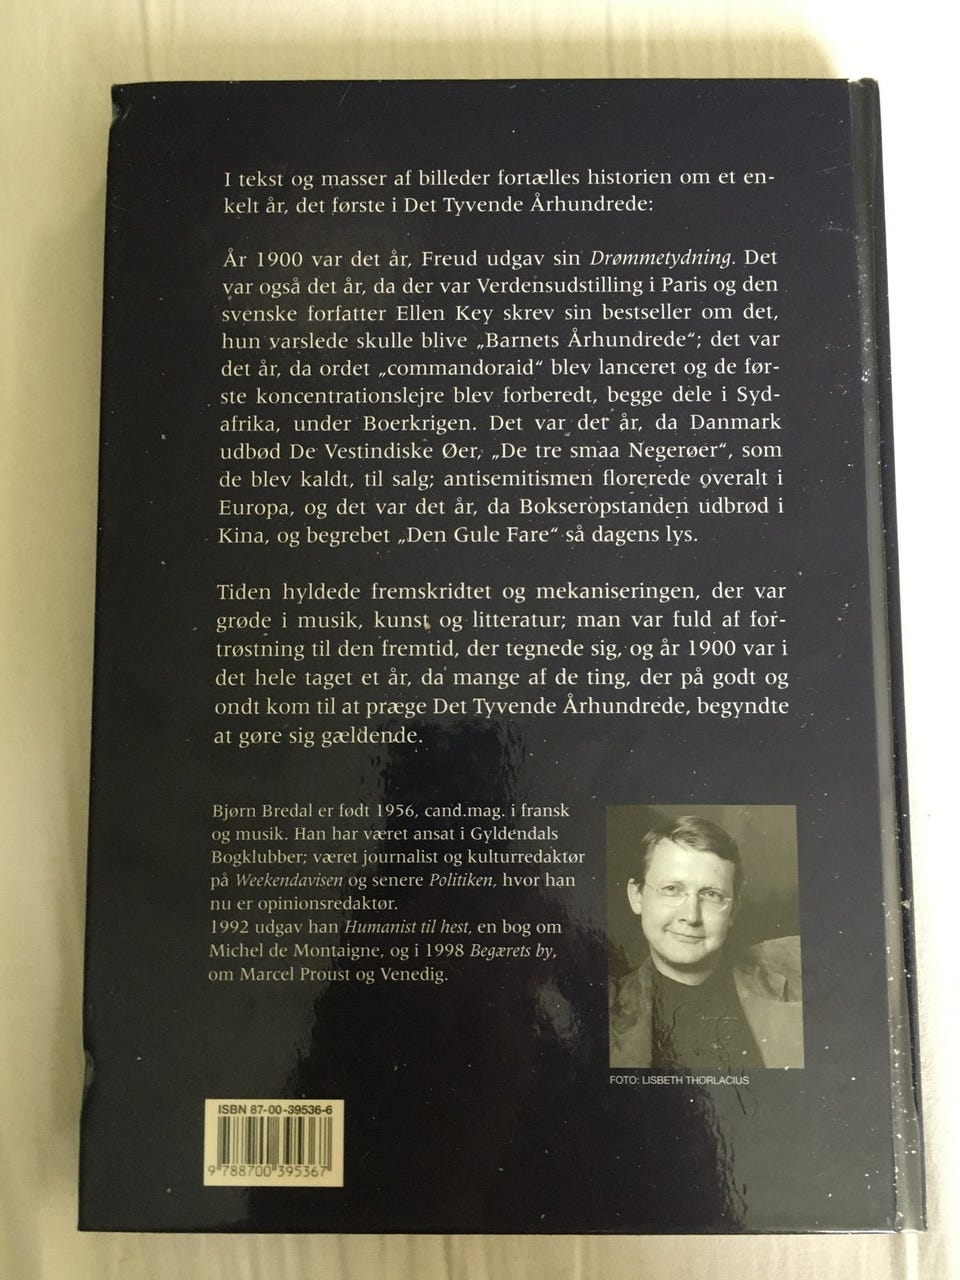 I tekst og masser af billeder fortælles historien om et en-
kelt år, det første i Det Tyvende Århundrede:
År 1900 var det år, Freud udgav sin Drømmetydning. Det
var også det år, da der var Verdensudstilling i Paris og den
svenske forfatter Ellen Key skrev sin bestseller om det,
hun varslede skulle blive „Barnets Århundrede“; det var
det år, da ordet „commandoraid“ blev lanceret og de før-
ste koncentrationslejre blev forberedt, begge dele i Syd-
afrika, under Boerkrigen. Det var det år, da Danmark
udbød De Vestindiske Øer, „De tre smaa Negerøer“, som
de blev kaldt, til salg; antisemitismen florerede overalt i
Europa, og det var det år, da Bokseropstanden udbrød i
Kina, og begrebet „Den Gule Fare“ så dagens lys.
Tiden hyldede fremskridtet og mekaniseringen, der var
grøde i musik, kunst og litteratur; man var fuld af for-
trøstning til den fremtid, der tegnede sig, og år 1900 var i
det hele taget et år, da mange af de ting, der på godt og
ondt kom til at præge Det Tyvende Århundrede, begyndte
at gøre sig gældende.
Bjørn Bredal er født 1956, cand.mag. i fransk
og musik. Han har været ansat i Gyldendals
Bogklubber; været journalist og kulturredaktør
på Weekendavisen og senere Politiken, hvor han
nu er opinionsredaktør.
1992 udgav han Humanist til hest, en bog om
Michel de Montaigne, og i 1998 Begærets by,
om Marcel Proust og Venedig.
FOTO: LISBETH THORLACIUS
ISBN 87-00-39536-6
9 788700 395367